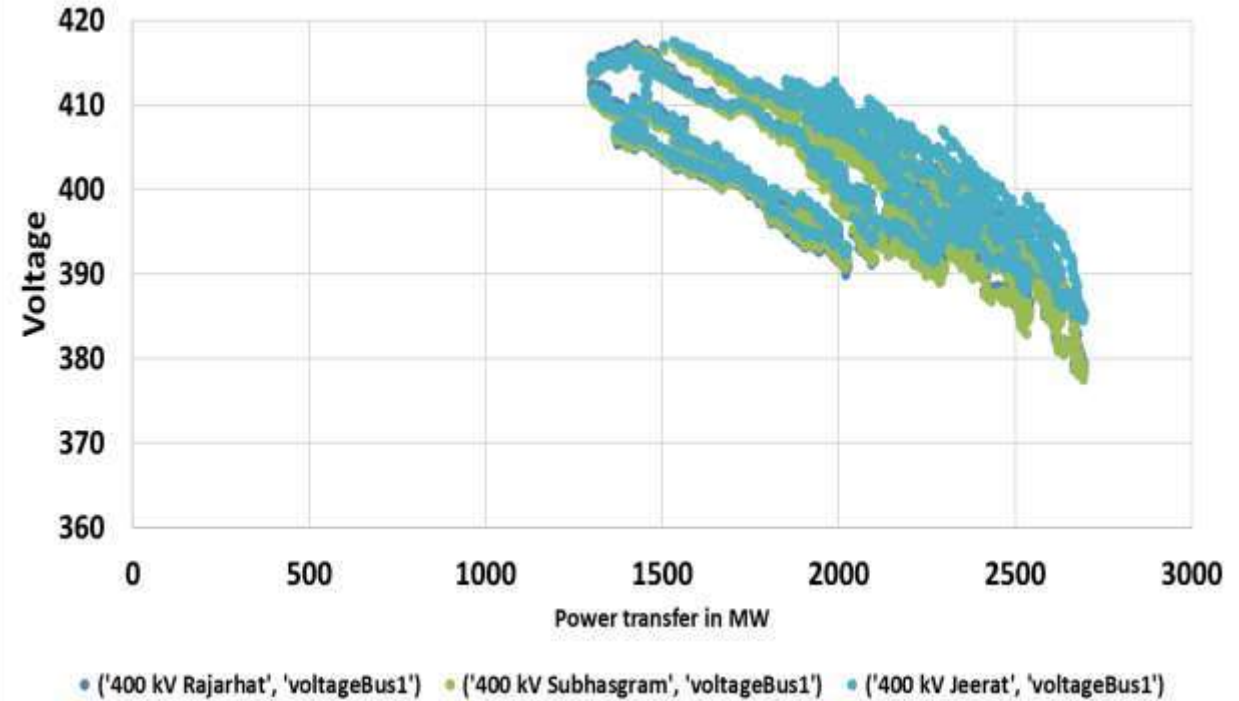 420
410
400
390
380
370
360
Voltage
0 500 1000 1500 2000 2500 3000
Power transfer in MW
('400 kV Rajarhat', 'voltageBus1') ('400 kV Subhasgram', 'voltageBus1') ('400 kV Jeerat', 'voltageBus1')